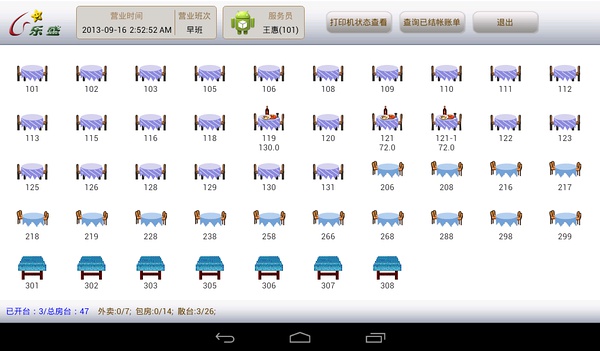 乐盛
营业时间 营业班次
2013-09-16 2:52:52 AM 早班
服务员
王惠(101)
打印机状态查看 查询已结帐账单 退出
101 102 103 105 106 108 109 110 111 112
113 115 116 118 119 120 121 121-1 122 123
130.0 72.0 72.0
125 126 128 129 130 131 206 208 216 217
218 219 228 238 258 266 268 288 298 299
301 302 303 305 306 307 308
已开台：3/总房台：47 外卖:0/7; 包房:0/14; 散台:3/26;